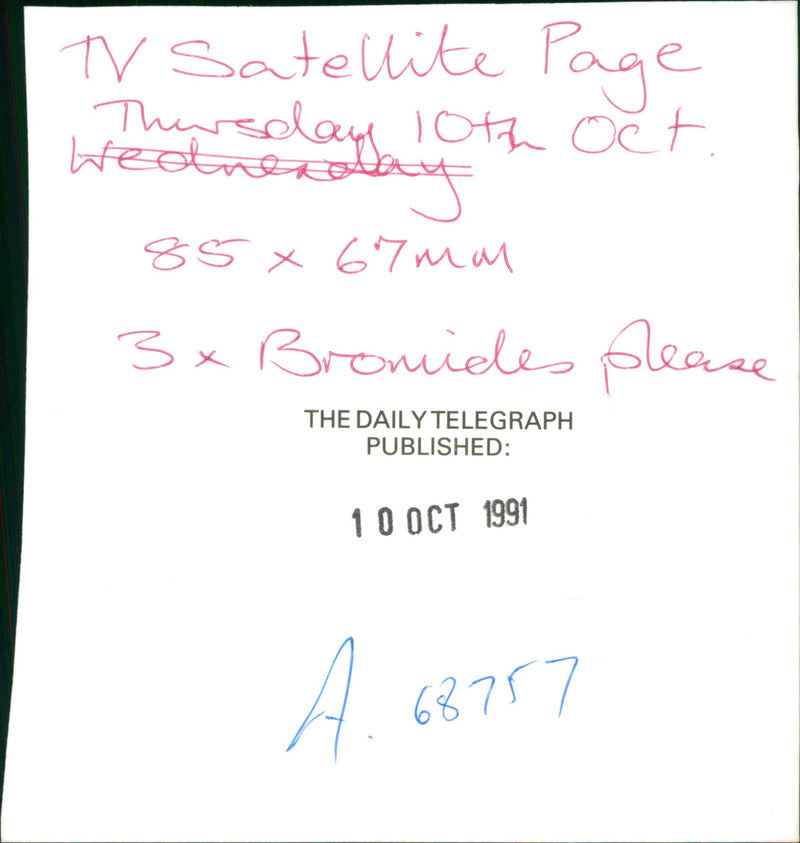 TV Satellite Page
Thursday 10th Oct.
Wednesday
85 x 67mm
3 x Bromides please
THE DAILY TELEGRAPH
PUBLISHED:
10 OCT 1991
A. 68757